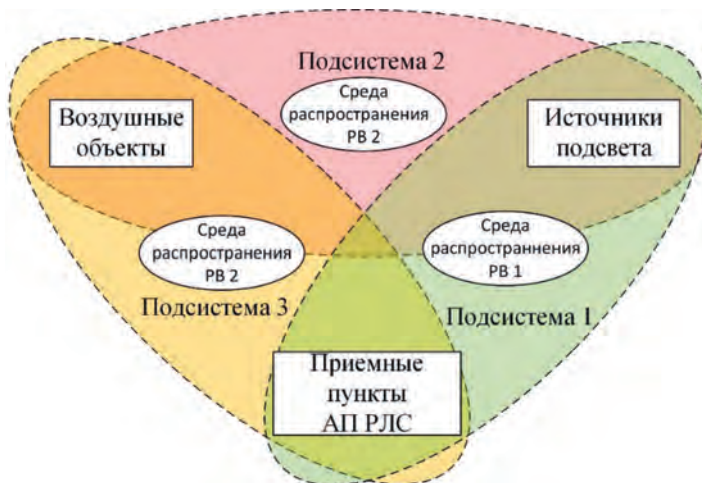 Подсистема 2
Среда
распространения
РВ 2
Воздушные
объекты
Источники
подсвета
Среда
распространения
РВ 2
Среда
распространнения
РВ 1
Подсистема 3
Подсистема 1
Приемные
пункты
АП РЛС